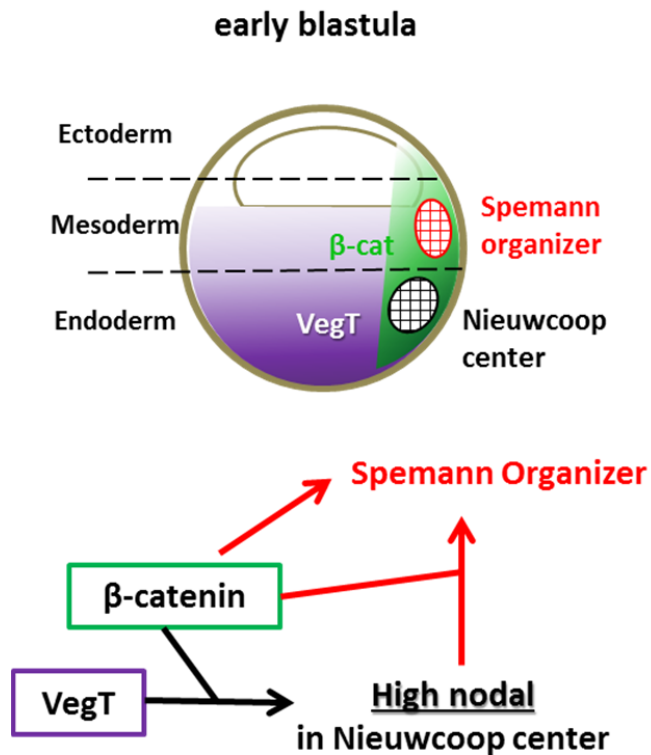 early blastula
Ectoderm
Mesoderm
Endoderm
β-cat
VegT
Spemann
organizer
Nieuwcoop
center
Spemann Organizer
β-catenin
VegT
High nodal
in Nieuwcoop center